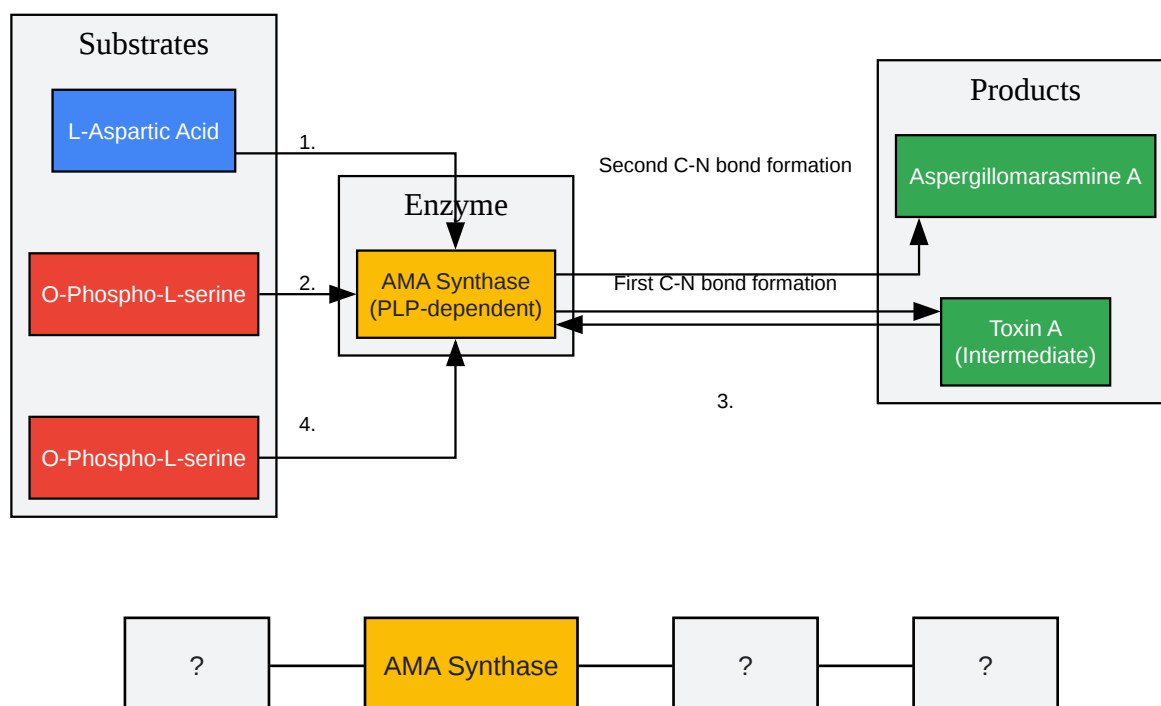 Substrates
L-Aspartic Acid
O-Phospho-L-serine
O-Phospho-L-serine
1.
2.
4.
Enzyme
AMA Synthase
(PLP-dependent)
Second C-N bond formation
First C-N bond formation
3.
Products
Aspergillomarasmine A
Toxin A
(Intermediate)
?
AMA Synthase
?
?